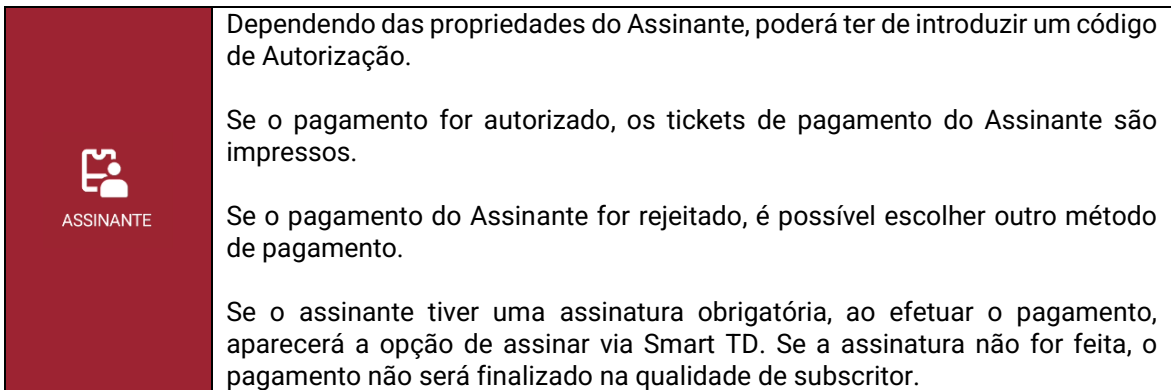 ASSINANTE
Dependendo das propriedades do Assinante, poderá ter de introduzir um código
de Autorização.
Se o pagamento for autorizado, os tickets de pagamento do Assinante são
impressos.
Se o pagamento do Assinante for rejeitado, é possível escolher outro método
de pagamento.
Se o assinante tiver uma assinatura obrigatória, ao efetuar o pagamento,
aparecerá a opção de assinar via Smart TD. Se a assinatura não for feita, o
pagamento não será finalizado na qualidade de subscritor.